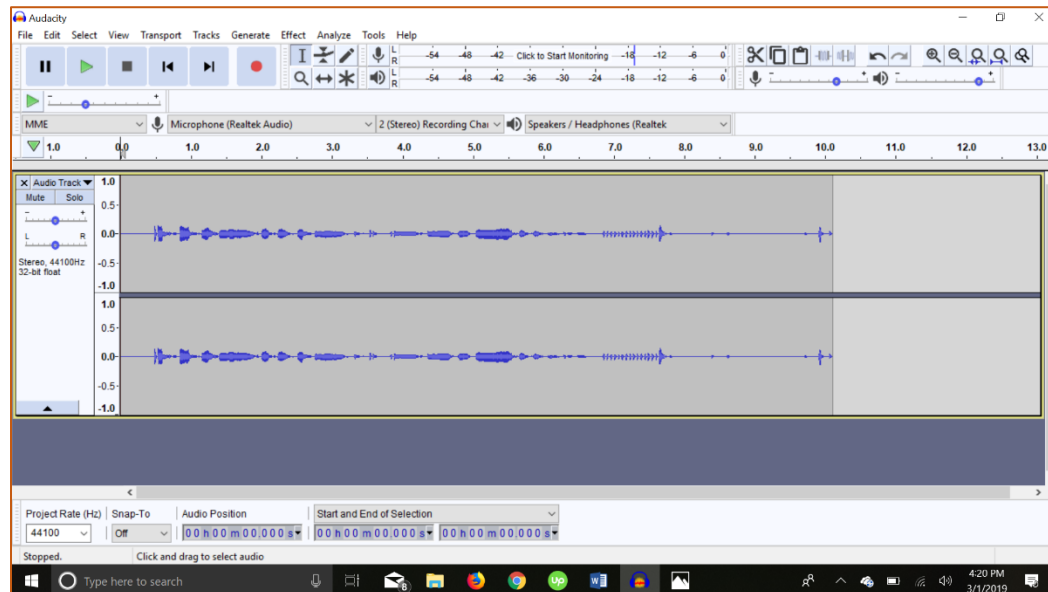 Audacity
File Edit Select View Transport Tracks Generate Effect Analyze Tools Help
L R -54 -48 -42 Click to Start Monitoring -18 -12 -6 0
L R -54 -48 -42 -36 -30 -24 -18 -12 -6 0
MME Microphone (Realtek Audio) 2 (Stereo) Recording Chai Speakers / Headphones (Realtek
1.0 0.0 1.0 2.0 3.0 4.0 5.0 6.0 7.0 8.0 9.0 10.0 11.0 12.0 13.0
X Audio Track 1.0
Mute Solo 0.5
- + 0.0
L R
Stereo, 44100Hz -0.5
32-bit float
-1.0
1.0
0.5
0.0
-0.5
-1.0
Project Rate (Hz) Snap-To Audio Position Start and End of Selection
44100 Off 00 h 00 m 00.000 s 00 h 00 m 00.000 s 00 h 00 m 00.000 s
Stopped. Click and drag to select audio
Type here to search 8 Up W 4:20 PM
3/1/2019